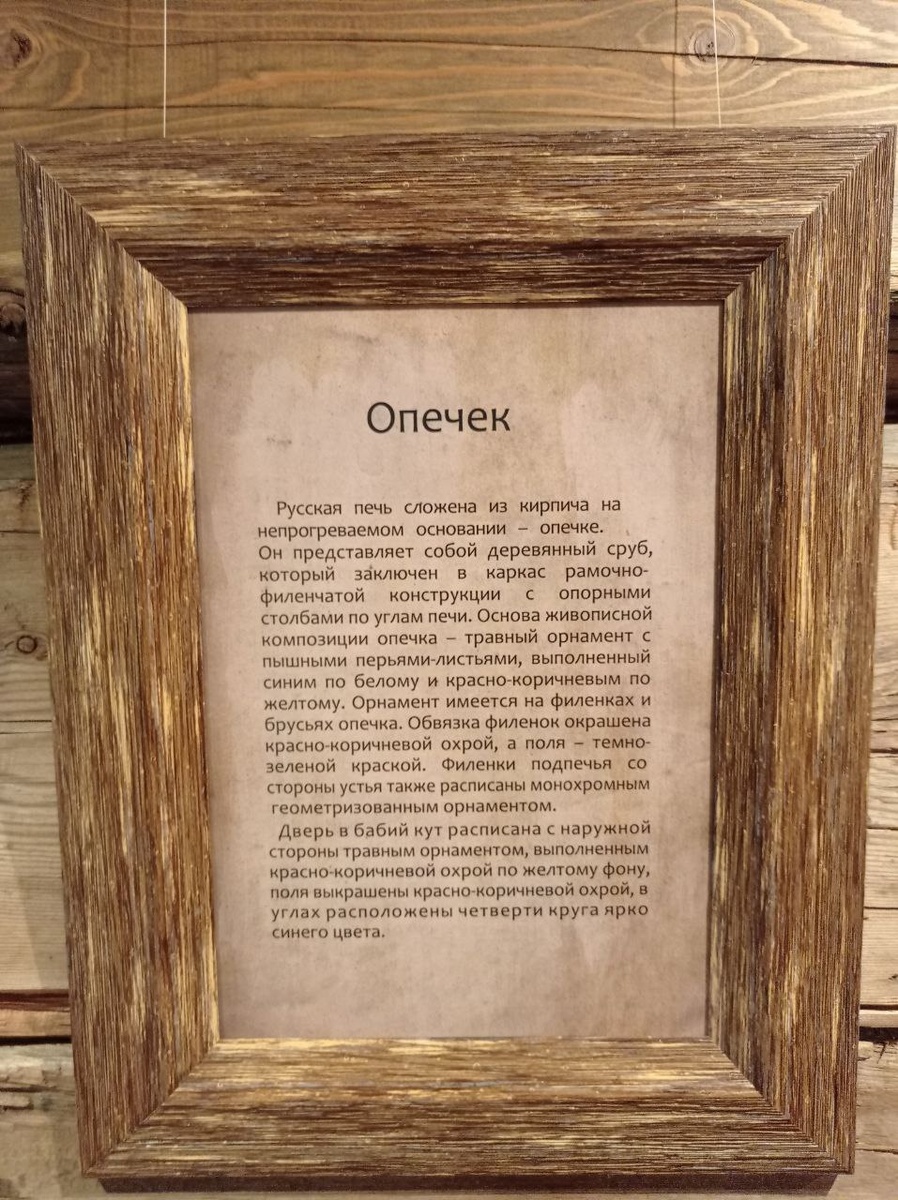 Опечек
Русская печь сложена из кирпича на
непрогреваемом основании – опечке.
Он представляет собой деревянный сруб,
который заключен в каркас рамочно-
филенчатой конструкции с опорными
столбами по углам печи. Основа живописной
композиции опечка – травный орнамент с
пышными перьями-листьями, выполненный
синим по белому и красно-коричневым по
желтому. Орнамент имеется на филенках и
брусьях опечка. Обвязка филенок окрашена
красно-коричневой охрой, а поля – темно-
зеленой краской. Филенки подпечья со
стороны устья также расписаны монохромным
геометризованным орнаментом.
Дверь в бабий кут расписана с наружной
стороны травным орнаментом, выполненным
красно-коричневой охрой по желтому фону,
поля выкрашены красно-коричневой охрой, в
углах расположены четверти круга ярко
синего цвета.